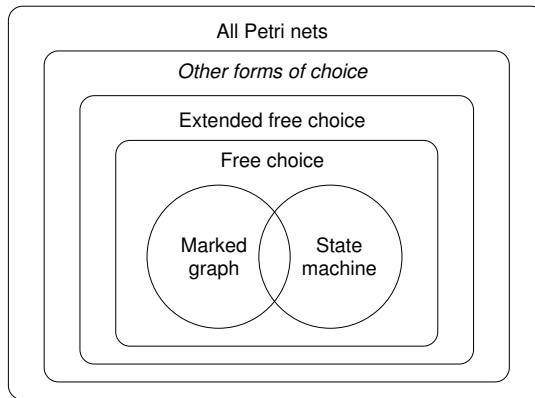 All Petri nets
Other forms of choice
Extended free choice
Free choice
Marked
graph
State
machine